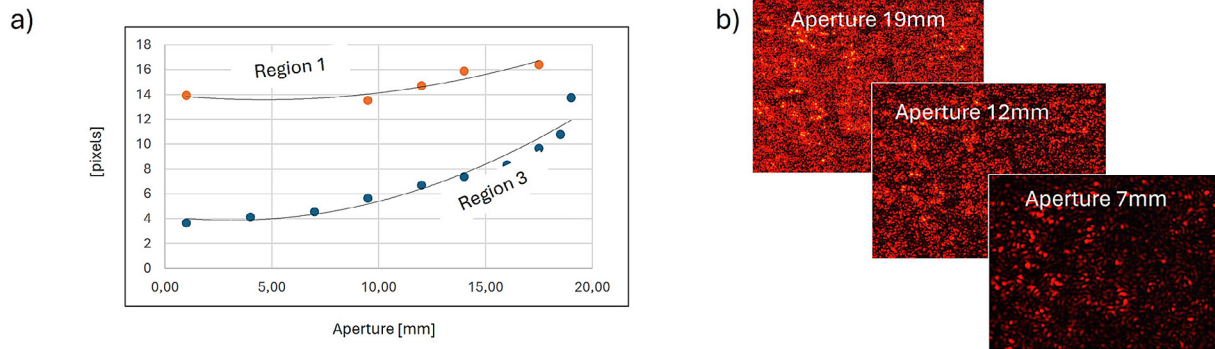 a)
18
16
14
12
10
8
6
4
2
0
[pixels]
Region 1
Region 3
0,00
5,00
10,00
15,00
20,00
Aperture [mm]
b)
Aperture 19mm
Aperture 12mm
Aperture 7mm